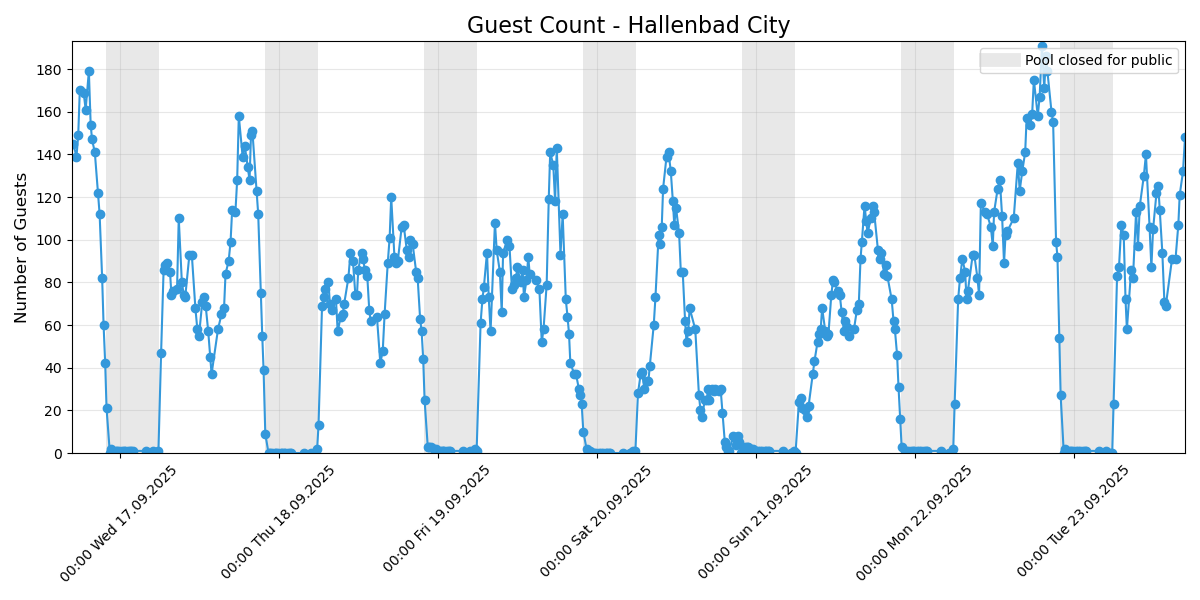 Guest Count - Hallenbad City
Pool closed for public
Number of Guests
180
160
140
120
100
80
60
40
20
0
00:00 Wed 17.09.2025
00:00 Thu 18.09.2025
00:00 Fri 19.09.2025
00:00 Sat 20.09.2025
00:00 Sun 21.09.2025
00:00 Mon 22.09.2025
00:00 Tue 23.09.2025